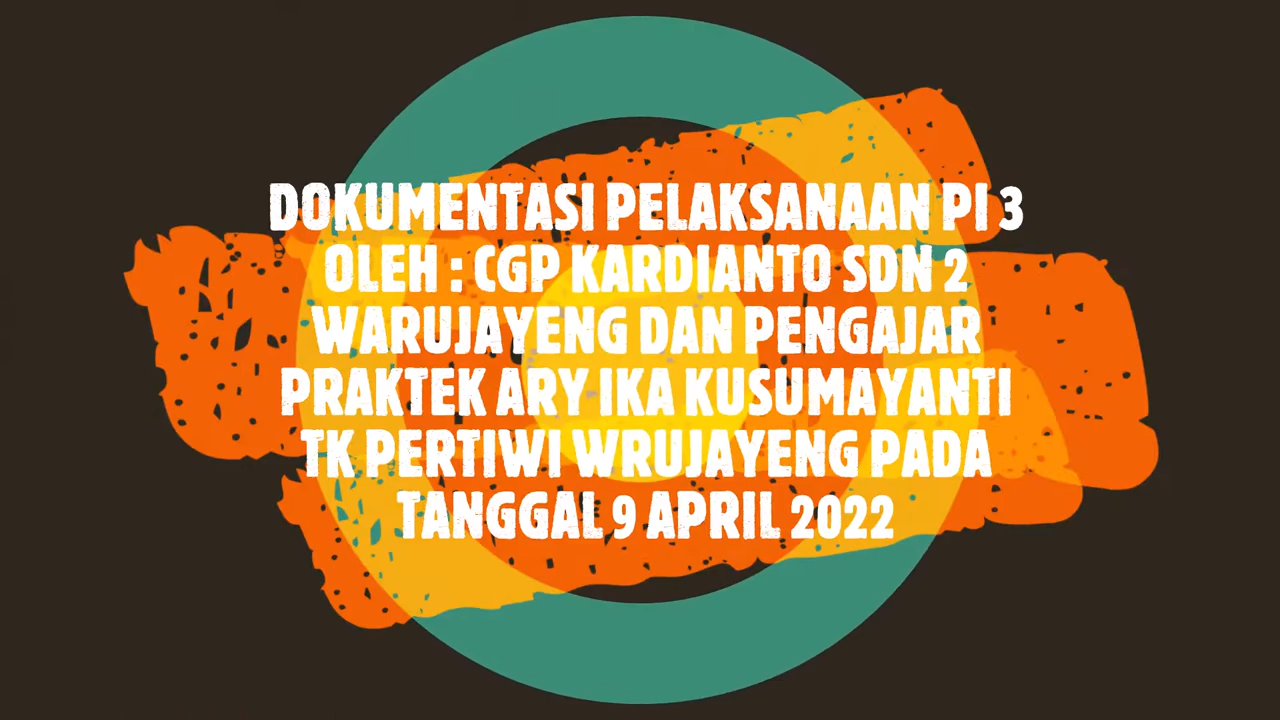 DOKUMENTASI PELAKSANAAN PI 3
OLEH : CGP KARDIANTO SDN 2
WARUJAYENG DAN PENGAJAR
PRAKTEK ARY IKA KUSUMAYANTI
TK PERTIWI WRUJAYENG PADA
TANGGAL 9 APRIL 2022